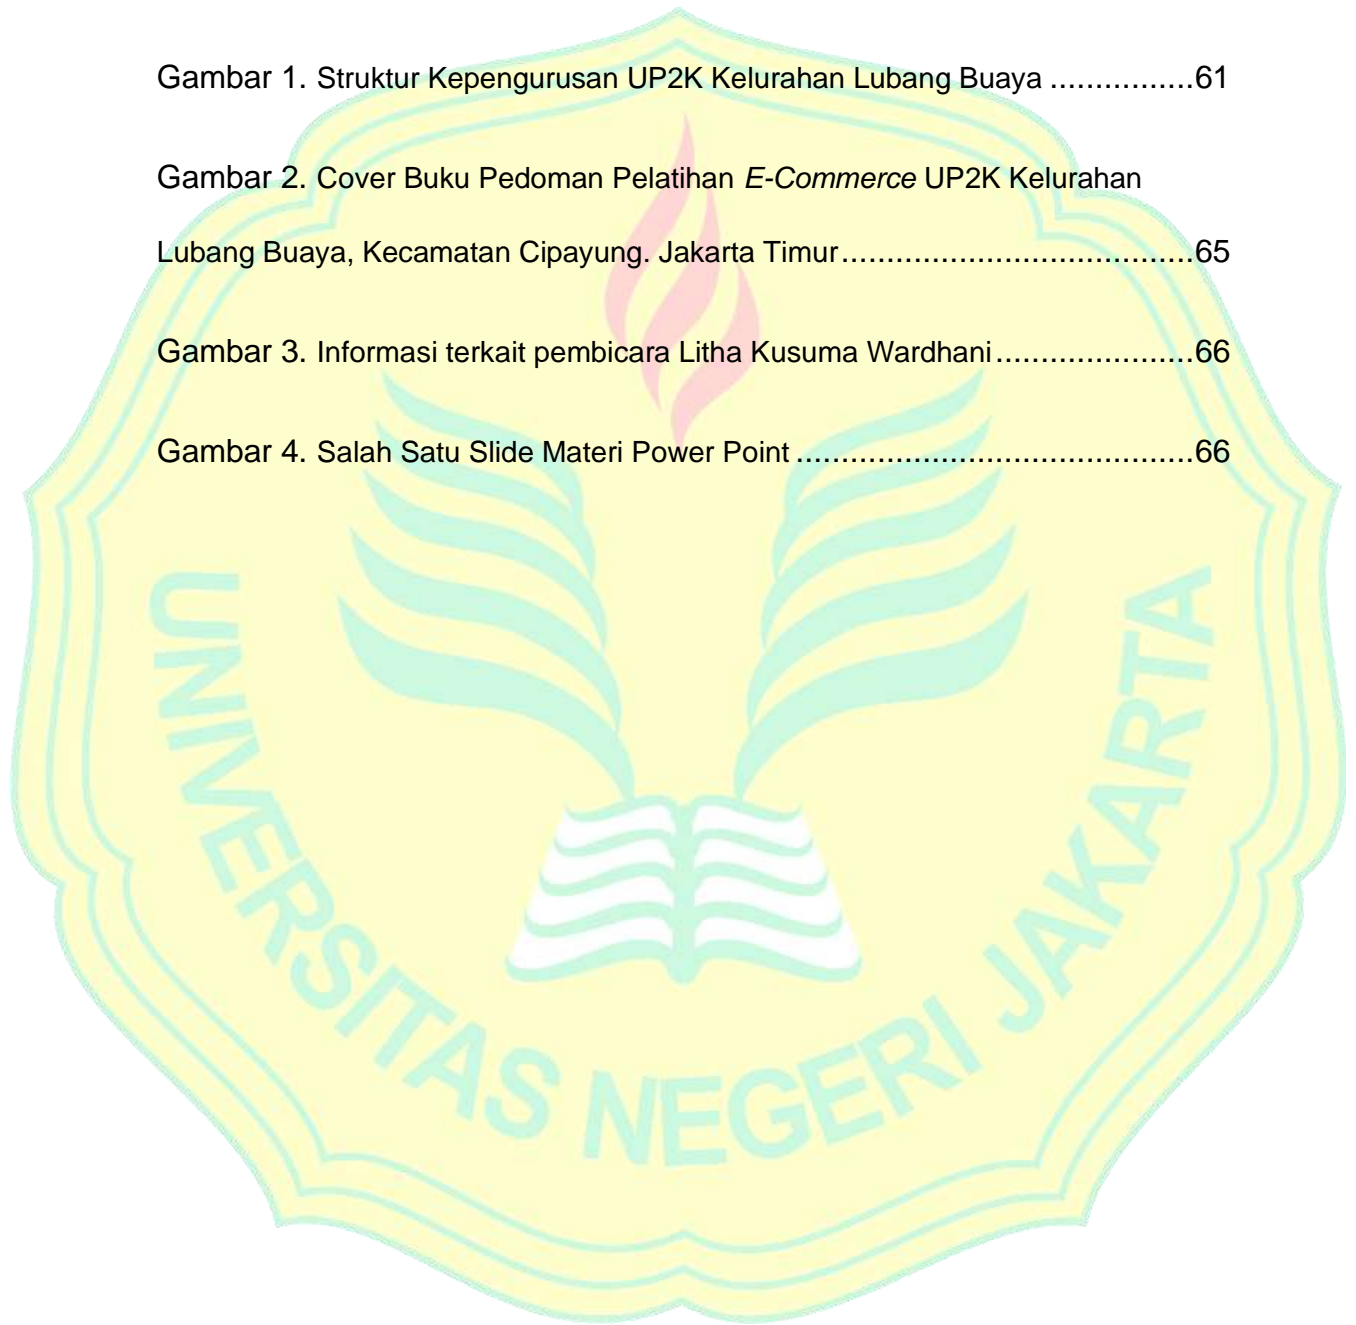 Gambar 1. Struktur Kepengurusan UP2K Kelurahan Lubang Buaya ................61
Gambar 2. Cover Buku Pedoman Pelatihan E-Commerce UP2K Kelurahan
Lubang Buaya, Kecamatan Cipayung. Jakarta Timur.......................................65
Gambar 3. Informasi terkait pembicara Litha Kusuma Wardhani......................66
Gambar 4. Salah Satu Slide Materi Power Point ............................................66
UNIVERSITAS NEGERI JAKARTA